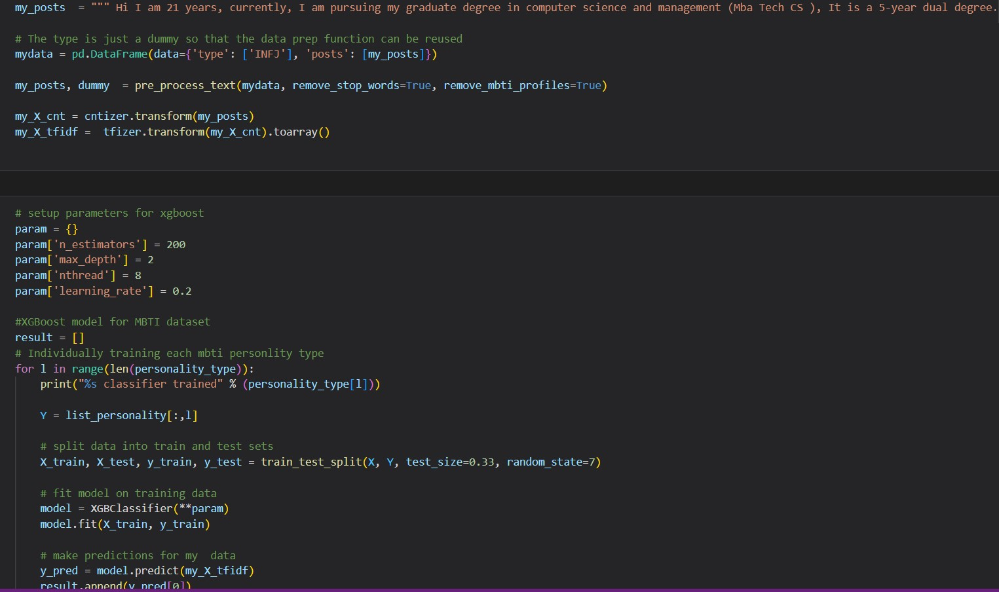 my_posts  = """ Hi I am 21 years, currently, I am pursuing my graduate degree in computer science and management (Mba Tech CS ), It is a 5-year dual degree.
# The type is just a dummy so that the data prep function can be reused
mydata = pd.DataFrame(data={'type': ['INFJ'], 'posts': [my_posts]})
my_posts, dummy  = pre_process_text(mydata, remove_stop_words=True, remove_mbti_profiles=True)
my_X_cnt = cntizer.transform(my_posts)
my_X_tfidf =  tfizer.transform(my_X_cnt).toarray()
# setup parameters for xgboost
param = {}
param['n_estimators'] = 200
param['max_depth'] = 2
param['nthread'] = 8
param['learning_rate'] = 0.2
#XGBoost model for MBTI dataset
result = []
# Individually training each mbti personlity type
for l in range(len(personality_type)):
    print("%s classifier trained" % (personality_type[l]))
    Y = list_personality[:,l]
    # split data into train and test sets
    X_train, X_test, y_train, y_test = train_test_split(X, Y, test_size=0.33, random_state=7)
    # fit model on training data
    model = XGBClassifier(**param)
    model.fit(X_train, y_train)
    # make predictions for my  data
    y_pred = model.predict(my_X_tfidf)
    result.append(y_pred[0])